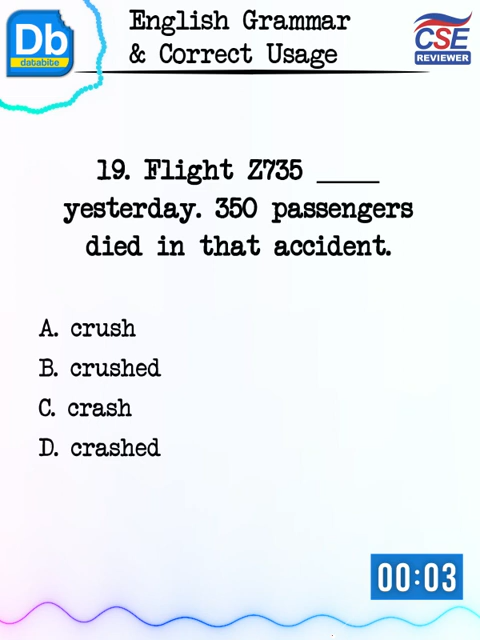 Db
databite
English Grammar
& Correct Usage
CSE
REVIEWER
19. Flight Z735 ____
yesterday. 350 passengers
died in that accident.
A. crush
B. crushed
C. crash
D. crashed
00:03